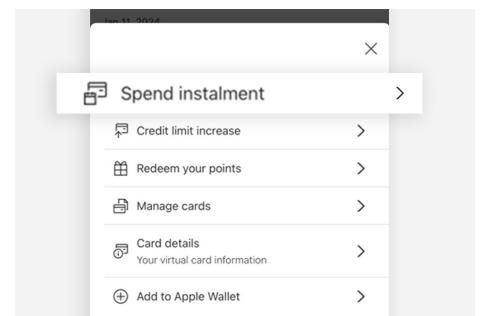 Jan 11, 2024
Spend instalment
Credit limit increase
Redeem your points
Manage cards
Card details
Your virtual card information
Add to Apple Wallet